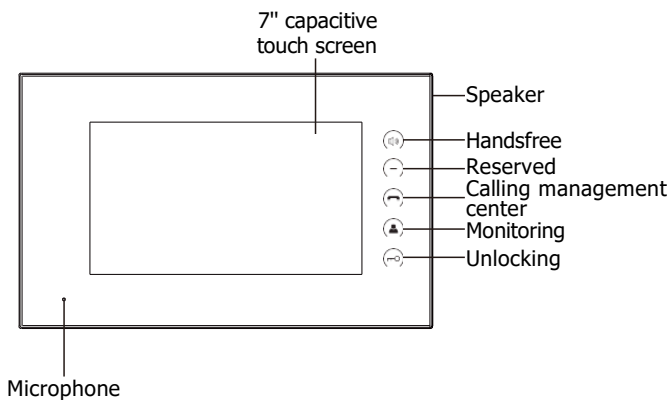 7" capacitive
touch screen
Speaker
Handsfree
Reserved
Calling management
center
Monitoring
Unlocking
Microphone